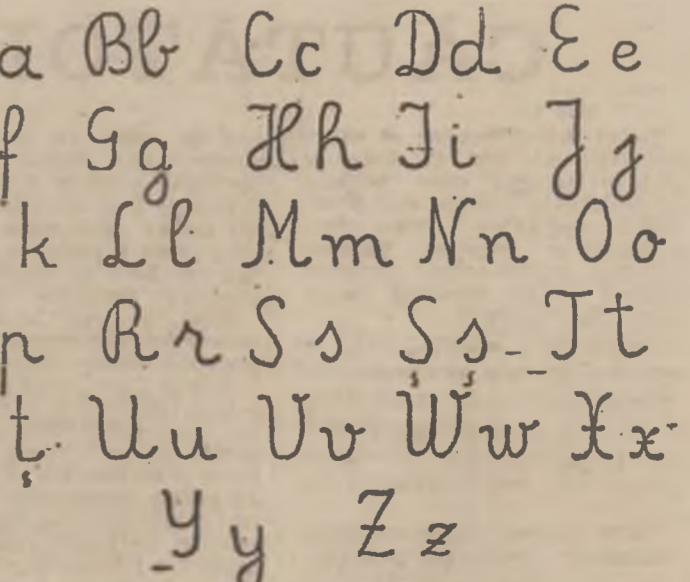 a Bb Cc Dd Ee
f Gg Hh Ii Jj
k Ll Mm Nn Oo
p Rr Ss Șș Tt
ț Uu Vv Ww Xx
Yy Zz